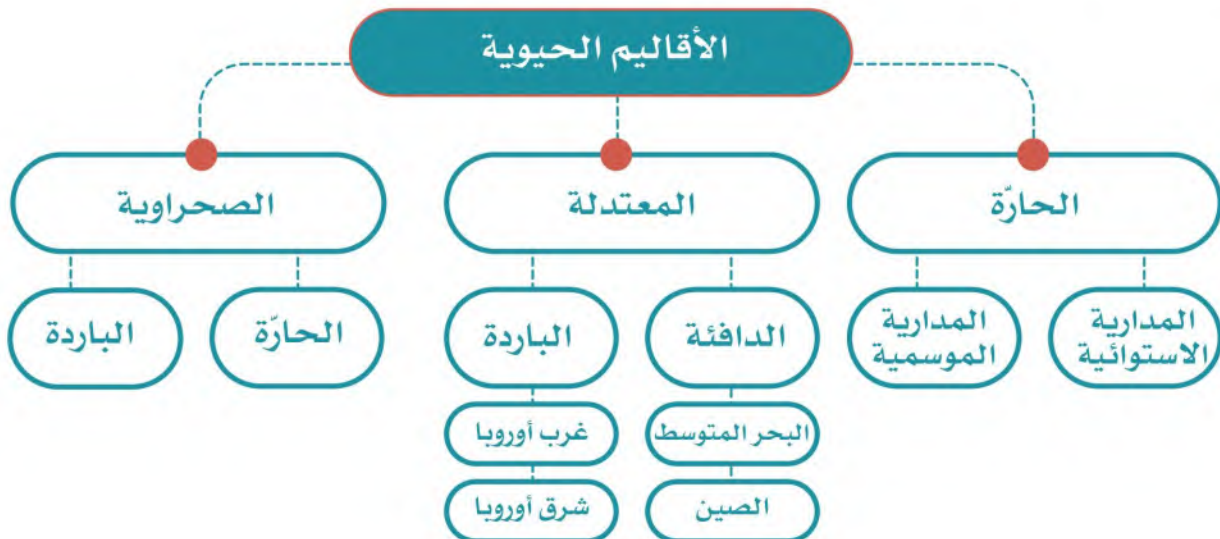 الأقاليم الحيوية
الحارّة
المعتدلة
الصحراوية
المدارية
الاستوائية
المدارية
الموسمية
الدافئة
الباردة
الحارّة
الباردة
البحر المتوسط
غرب أوروبا
الصين
شرق أوروبا